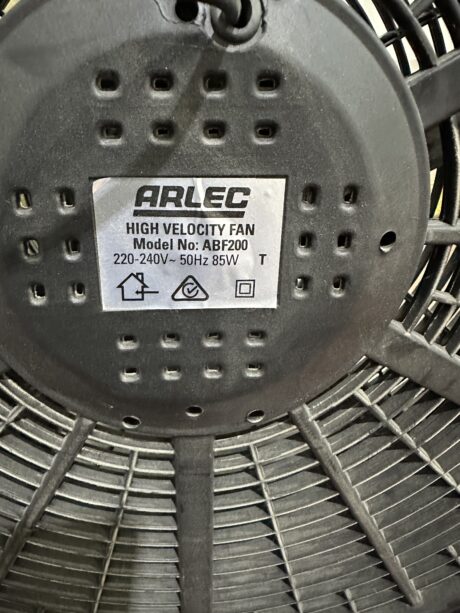 ARLEC
HIGH VELOCITY FAN
Model No: ABF200
220-240V~ 50Hz 85W T